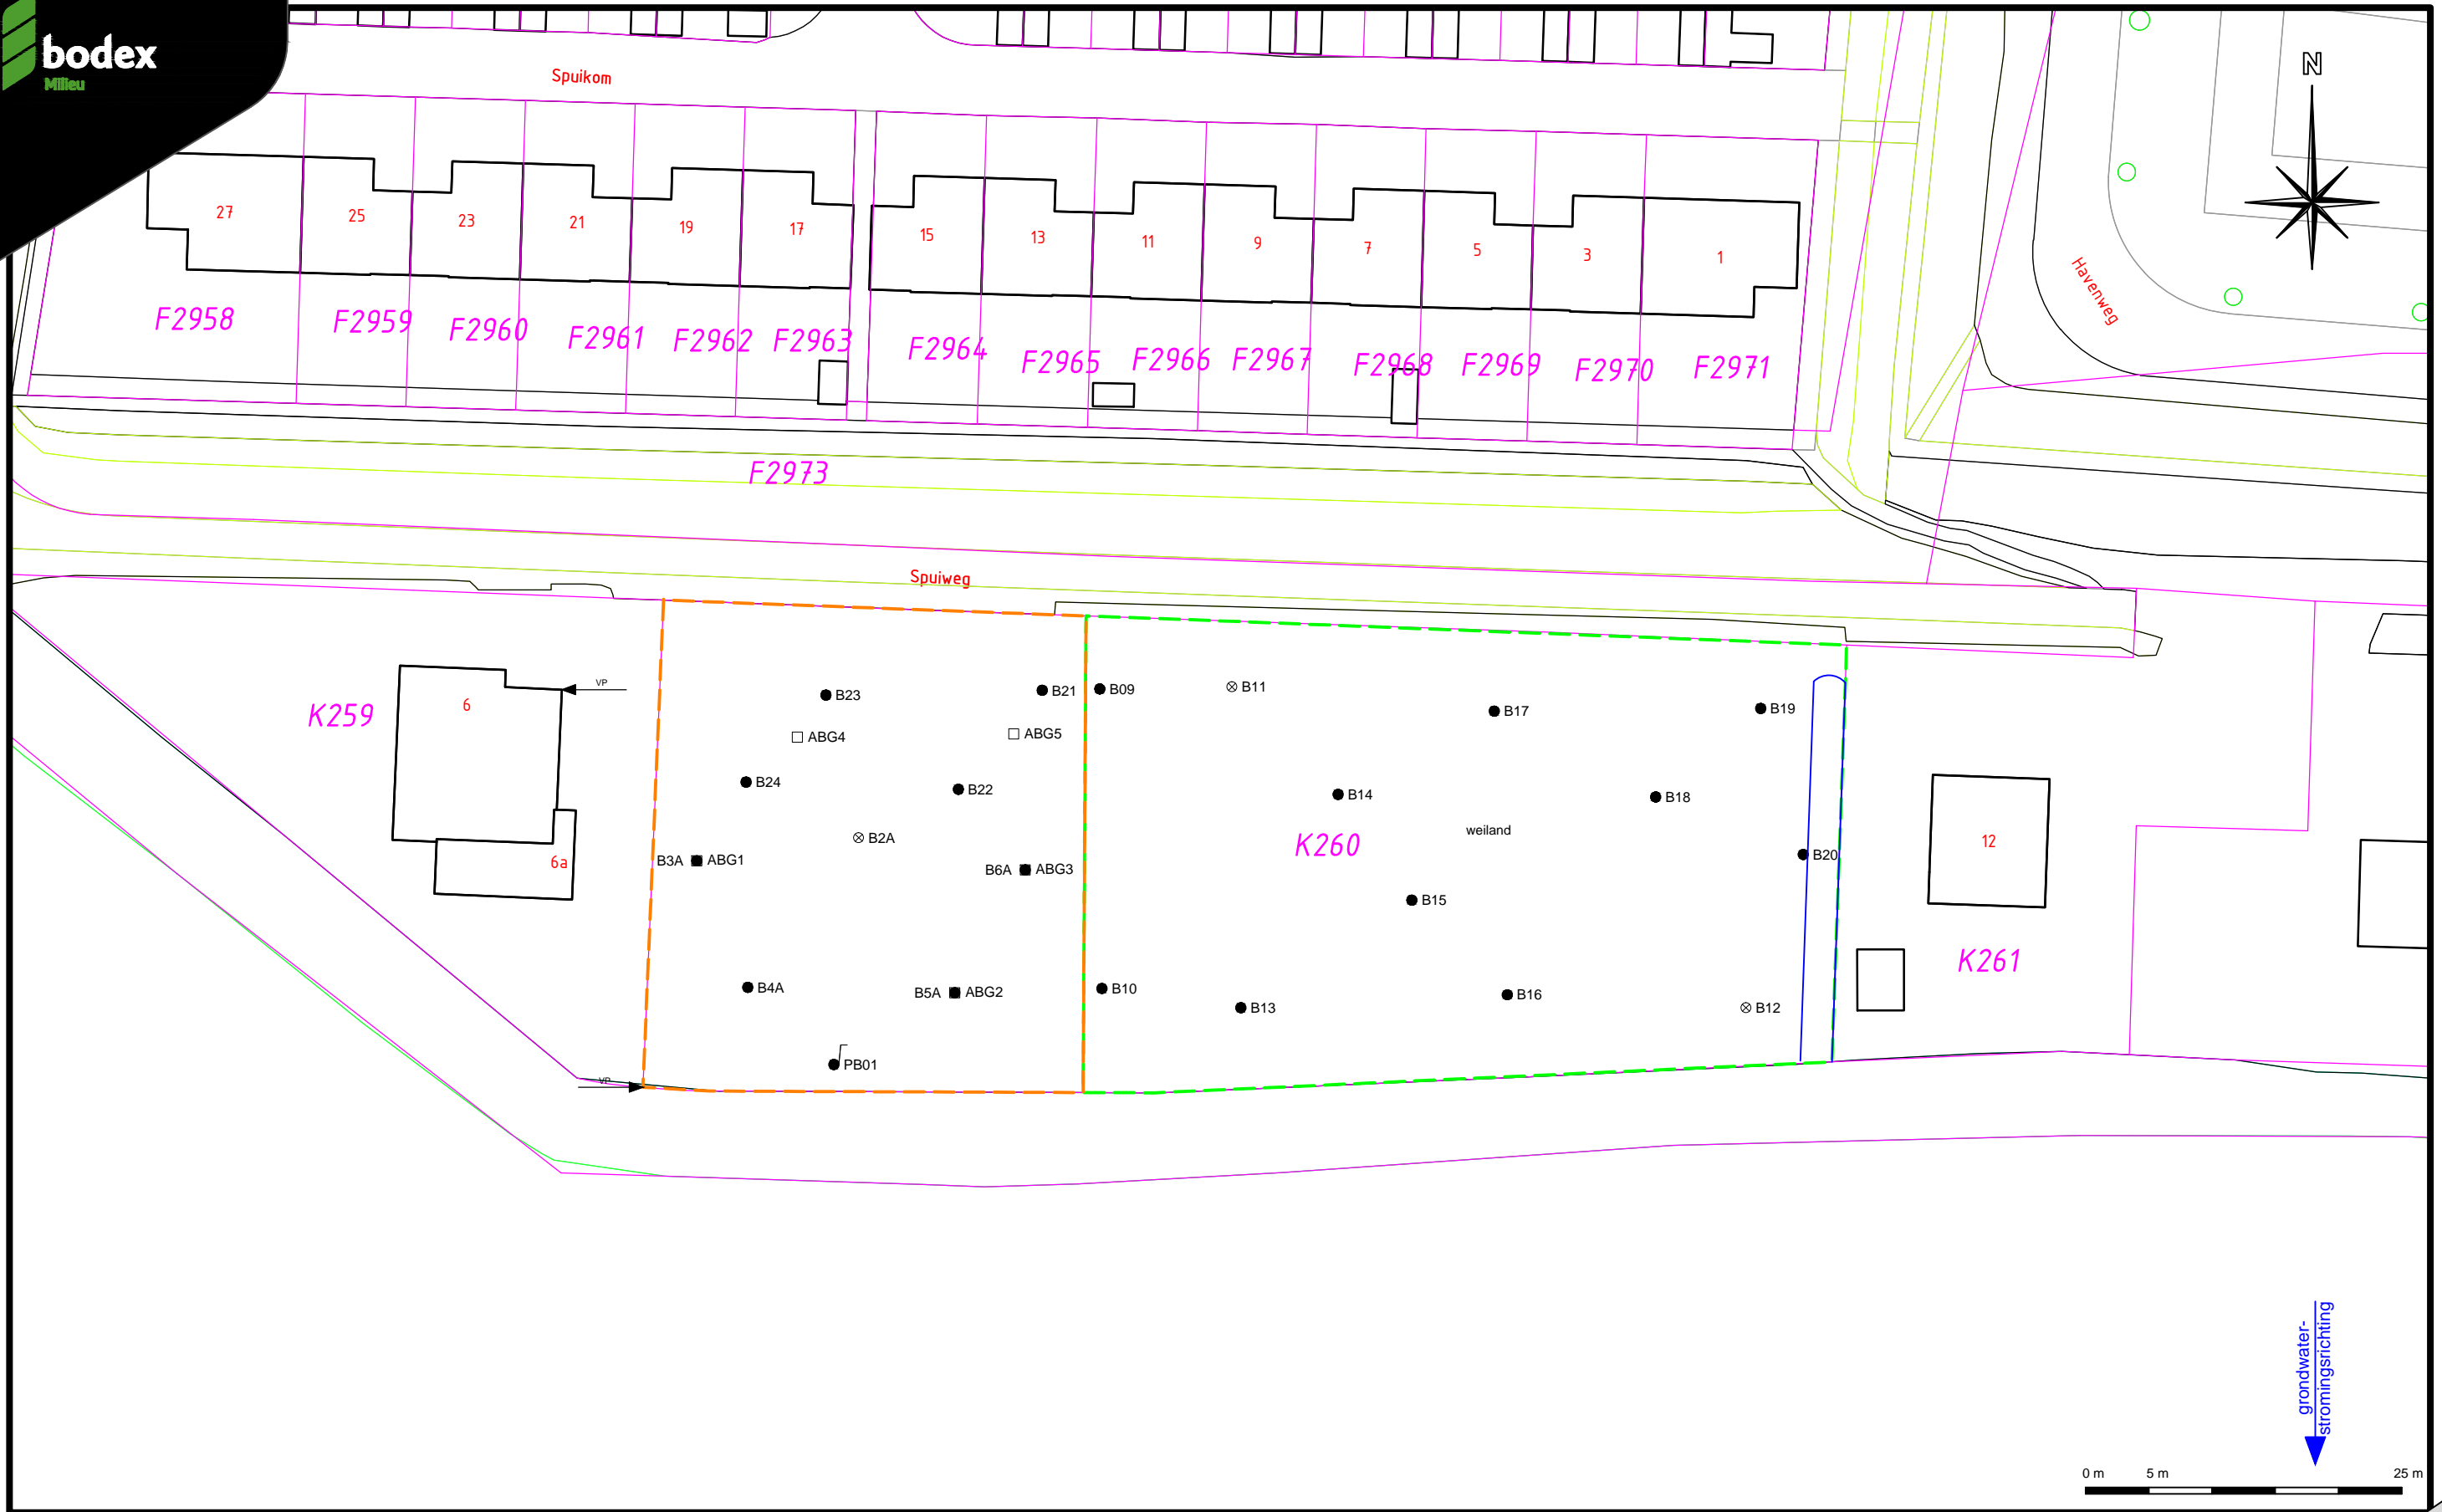 bodex
Milieu
Spuikom
N
Havenweg
27
25
23
21
19
17
15
13
11
9
7
5
3
1
F2958
F2959
F2960
F2961
F2962
F2963
F2964
F2965
F2966
F2967
F2968
F2969
F2970
F2971
F2973
Spuiweg
VP
K259
6
6a
B23
B21
B09
B11
B17
B19
ABG4
ABG5
B24
B22
B14
B18
B2A
K260
weiland
12
B3A ABG1
B6A ABG3
B20
B15
K261
B4A
B5A ABG2
B10
B13
B16
B12
PB01
VP
grondwater-
stromingsrichting
0 m 5 m 25 m